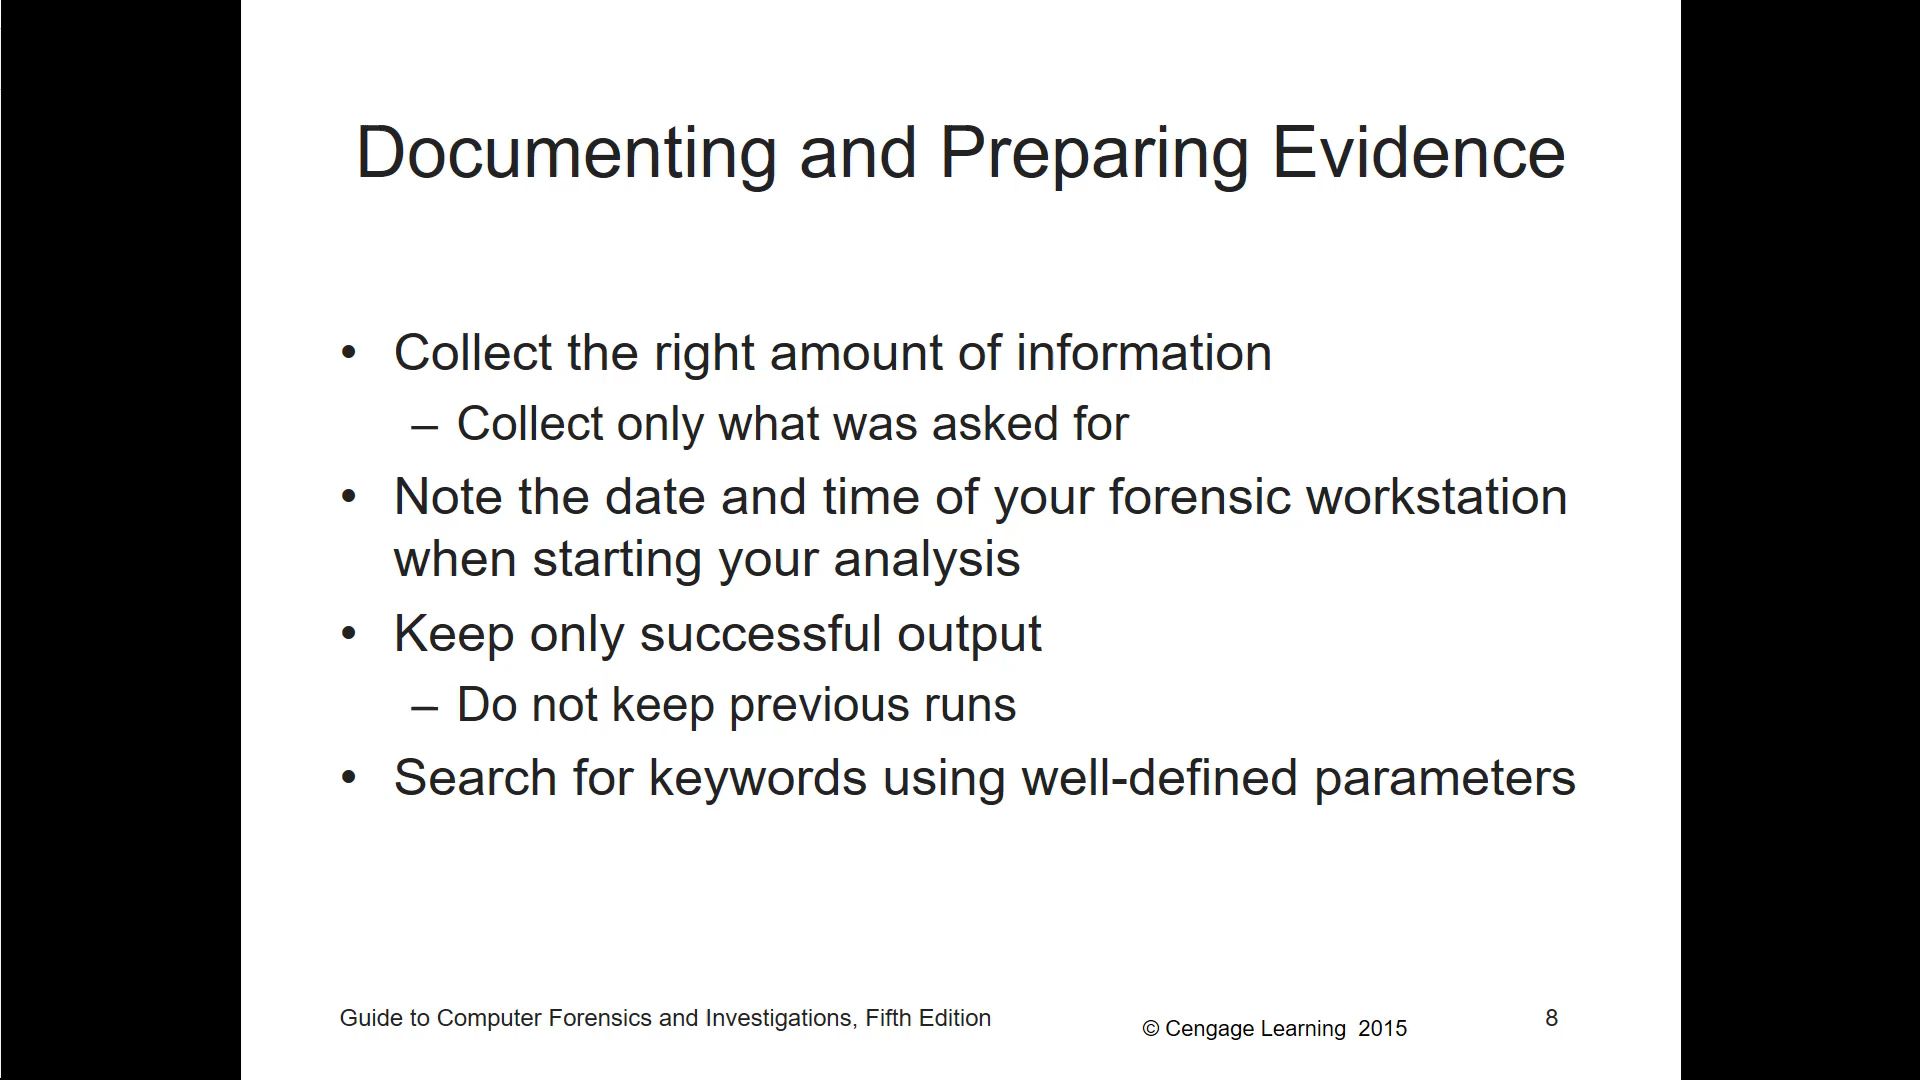 Documenting and Preparing Evidence
• Collect the right amount of information
– Collect only what was asked for
• Note the date and time of your forensic workstation
when starting your analysis
• Keep only successful output
– Do not keep previous runs
• Search for keywords using well-defined parameters
Guide to Computer Forensics and Investigations, Fifth Edition
© Cengage Learning 2015
8